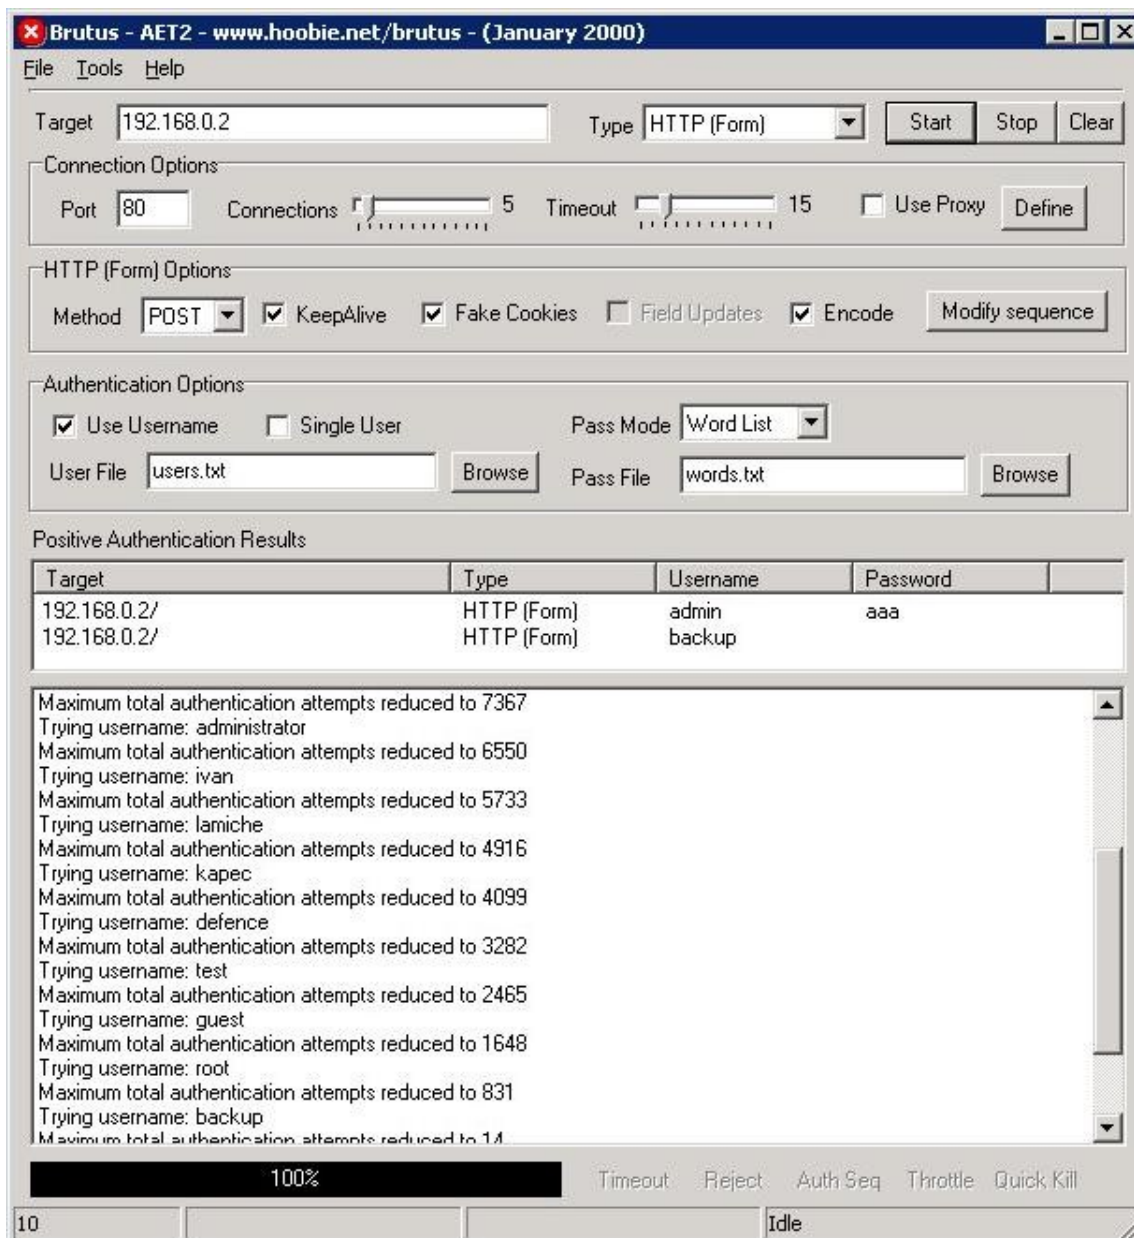 Brutus - AET2 - www.hoobie.net/brutus - (January 2000)
File Tools Help
Target 192.168.0.2 Type HTTP (Form) Start Stop Clear
Connection Options
Port 80 Connections 5 Timeout 15 Use Proxy Define
HTTP (Form) Options
Method POST KeepAlive Fake Cookies Field Updates Encode Modify sequence
Authentication Options
Use Username Single User Pass Mode Word List
User File users.txt Browse Pass File words.txt Browse
Positive Authentication Results
Target Type Username Password
192.168.0.2/ HTTP (Form) admin aaa
192.168.0.2/ HTTP (Form) backup
Maximum total authentication attempts reduced to 7367
Trying username: administrator
Maximum total authentication attempts reduced to 6550
Trying username: ivan
Maximum total authentication attempts reduced to 5733
Trying username: lamiche
Maximum total authentication attempts reduced to 4916
Trying username: kapec
Maximum total authentication attempts reduced to 4099
Trying username: defence
Maximum total authentication attempts reduced to 3282
Trying username: test
Maximum total authentication attempts reduced to 2465
Trying username: guest
Maximum total authentication attempts reduced to 1648
Trying username: root
Maximum total authentication attempts reduced to 831
Trying username: backup
Maximum total authentication attempts reduced to 14
100% Timeout Reject Auth Seq Throttle Quick Kill
10 Idle